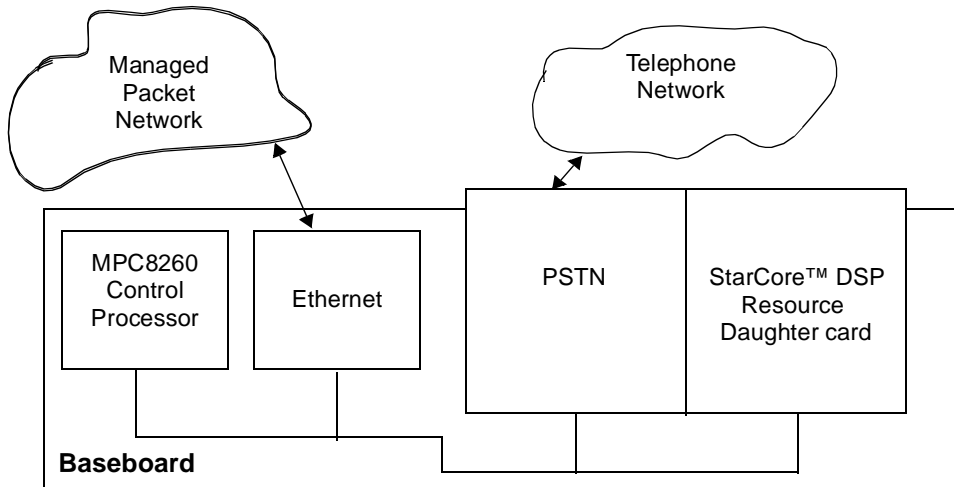 Managed
Packet
Network
Telephone
Network
MPC8260
Control
Processor
Ethernet
PSTN
StarCore™ DSP
Resource
Daughter card
Baseboard